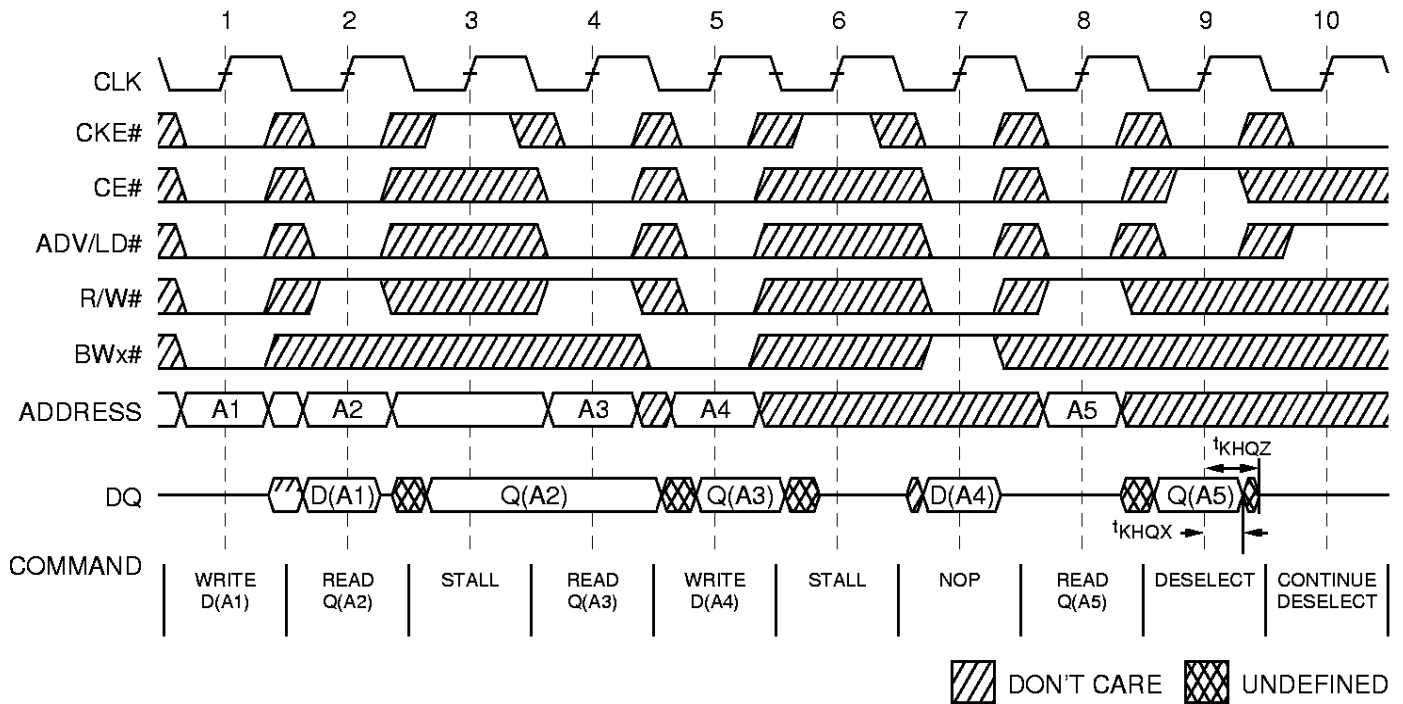 1 2 3 4 5 6 7 8 9 10
CLK
CKE#
CE#
ADV/LD#
R/W#
BWx#
ADDRESS A1 A2 A3 A4 A5
tKHQZ
DQ D(A1) Q(A2) Q(A3) D(A4) Q(A5)
tKHQX
COMMAND
WRITE READ STALL READ WRITE STALL NOP READ DESELECT CONTINUE
D(A1) Q(A2) Q(A3) D(A4) Q(A5) DESELECT
DON'T CARE UNDEFINED